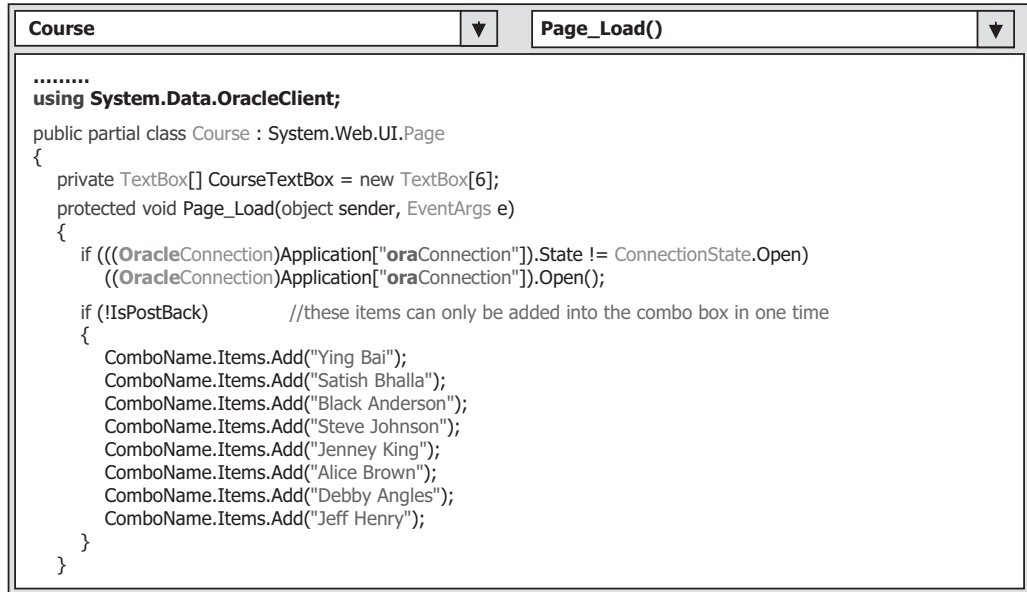 Course Page_Load()
………
using System.Data.OracleClient;
public partial class Course : System.Web.UI.Page
{
private TextBox[] CourseTextBox = new TextBox[6];
protected void Page_Load(object sender, EventArgs e)
{
if (((OracleConnection)Application["oraConnection"]).State != ConnectionState.Open)
((OracleConnection)Application["oraConnection"]).Open();
if (!IsPostBack) //these items can only be added into the combo box in one time
{
ComboName.Items.Add("Ying Bai");
ComboName.Items.Add("Satish Bhalla");
ComboName.Items.Add("Black Anderson");
ComboName.Items.Add("Steve Johnson");
ComboName.Items.Add("Jenney King");
ComboName.Items.Add("Alice Brown");
ComboName.Items.Add("Debby Angles");
ComboName.Items.Add("Jeff Henry");
}
}